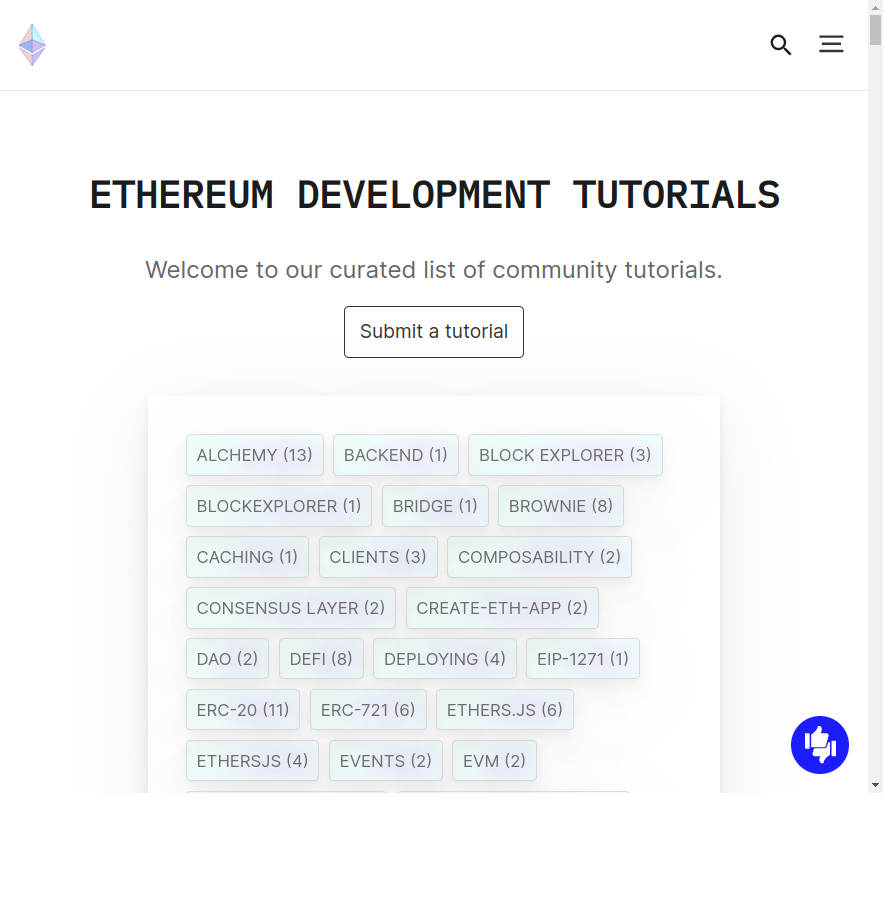 ETHEREUM DEVELOPMENT TUTORIALS
Welcome to our curated list of community tutorials.
Submit a tutorial
ALCHEMY (13) BACKEND (1) BLOCK EXPLORER (3)
BLOCKEXPLORER (1) BRIDGE (1) BROWNIE (8)
CACHING (1) CLIENTS (3) COMPOSABILITY (2)
CONSENSUS LAYER (2) CREATE-ETH-APP (2)
DAO (2) DEFI (8) DEPLOYING (4) EIP-1271 (1)
ERC-20 (11) ERC-721 (6) ETHERS.JS (6)
ETHERSJS (4) EVENTS (2) EVM (2)